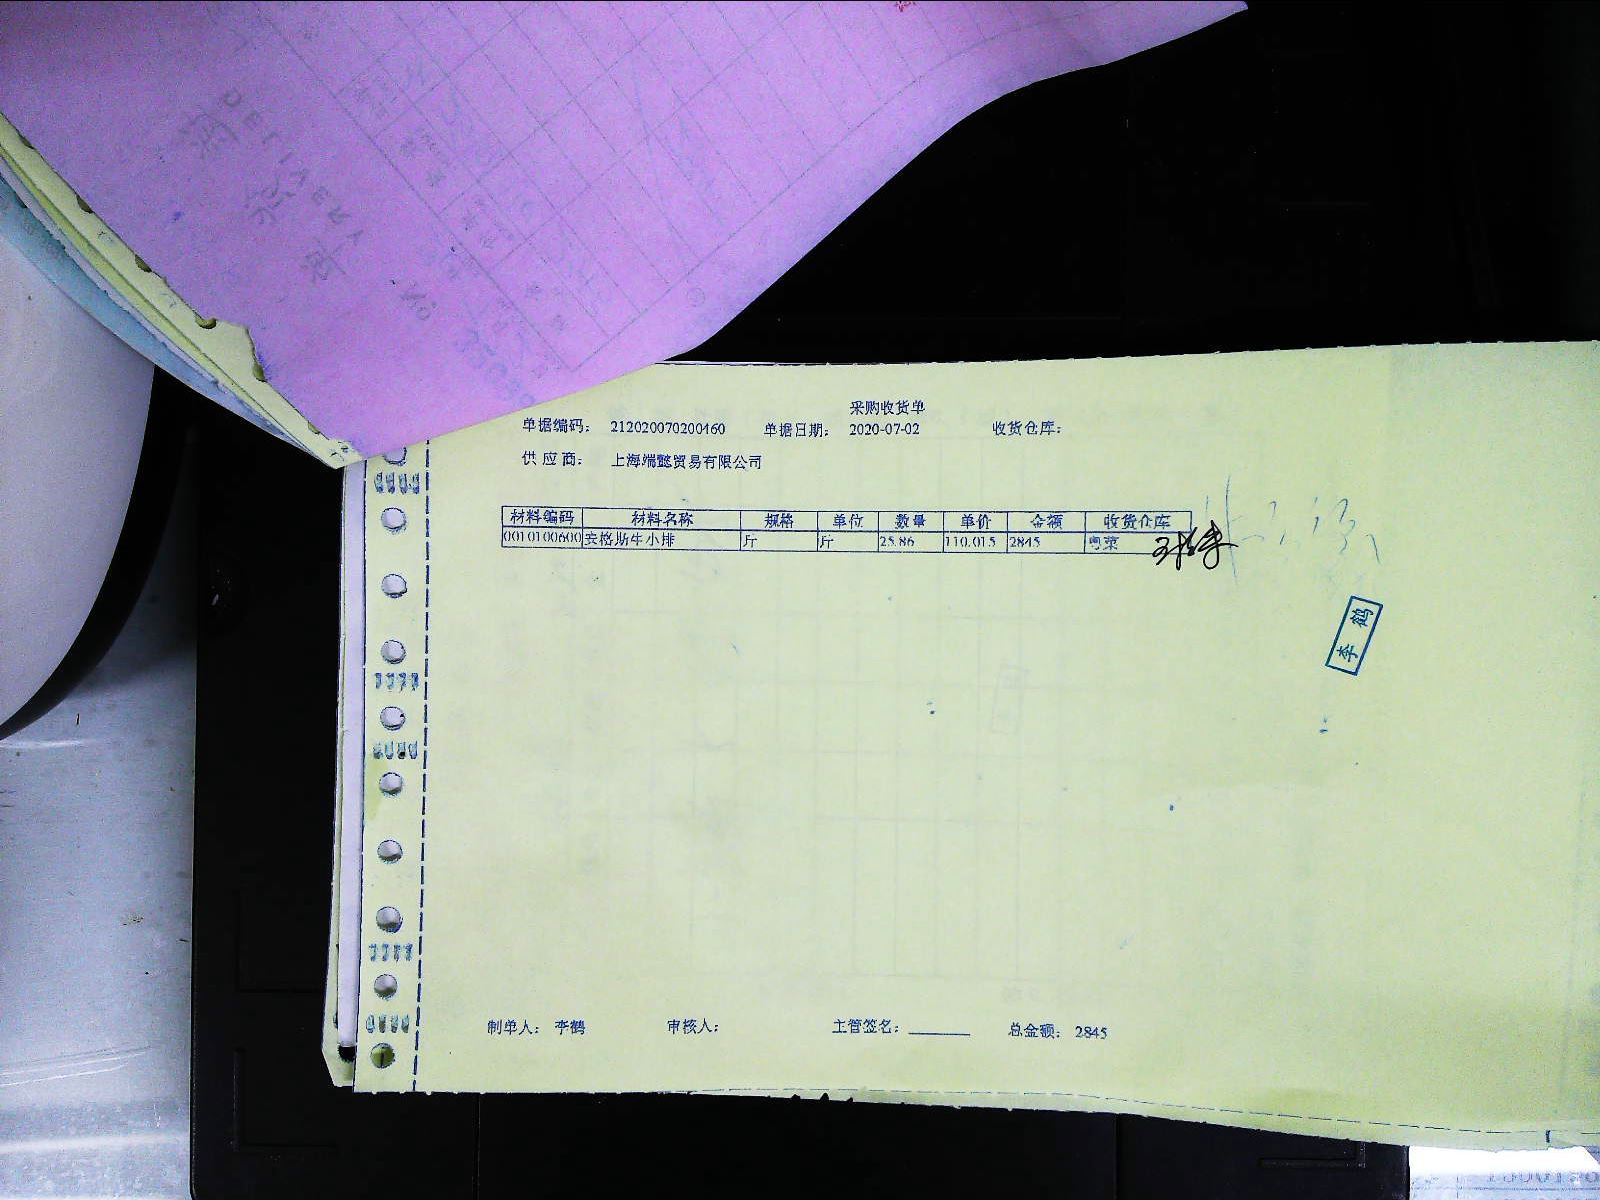 采购收货单
单据编码: 212020070200460 单据日期: 2020-07-02 收货仓库:
供应商: 上海端懿贸易有限公司
材料编码 材料名称 规格 单位 数量 单价 金额 收货仓库
0010100600 安格斯牛小排 斤 斤 25.86 110.015 2845 粤菜
李鹤
制单人: 李鹤 审核人: 主管签名: 总金额: 2845